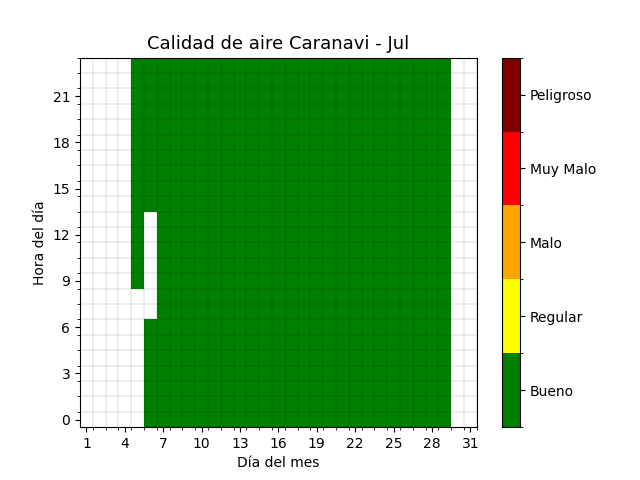 Calidad de aire Caranavi - Jul
Peligroso
Muy Malo
Malo
Regular
Bueno
Hora del día
21
18
15
12
9
6
3
0
1 4 7 10 13 16 19 22 25 28 31
Día del mes